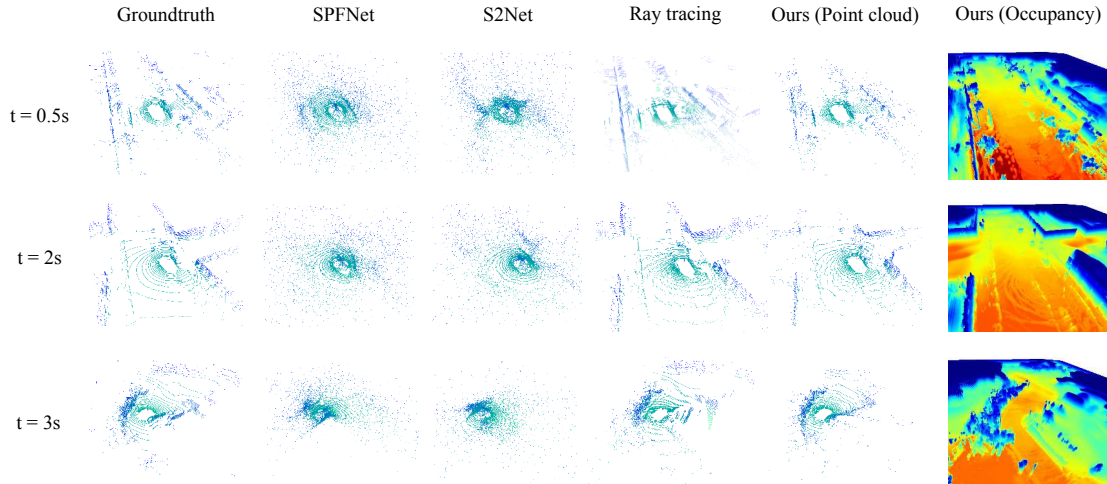 Groundtruth SPFNet S2Net Ray tracing Ours (Point cloud) Ours (Occupancy)
t = 0.5s
t = 2s
t = 3s